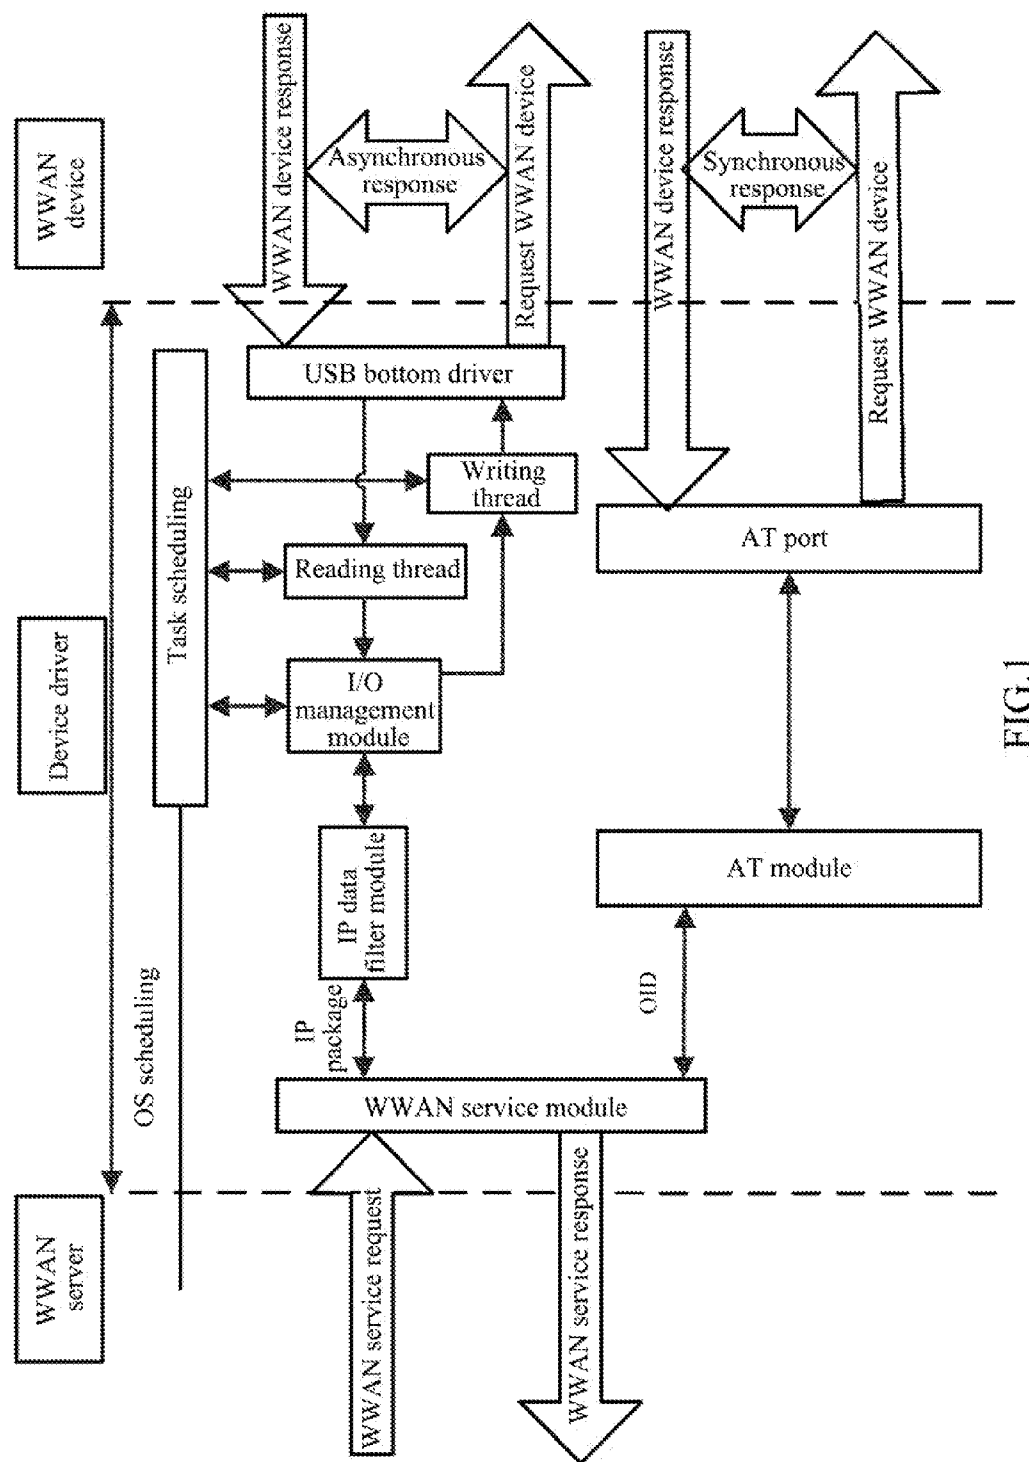 WWAN
device
WWAN device response
Asynchronous
response
Request WWAN device
WWAN device response
Synchronous
response
Request WWAN device
Device driver
Task scheduling
USB bottom driver
Writing
thread
Reading thread
I/O
management
module
IP data
filter module
AT port
AT module
OS scheduling
IP
package
OID
WWAN service module
WWAN
server
WWAN service request
WWAN service response
FIG.1